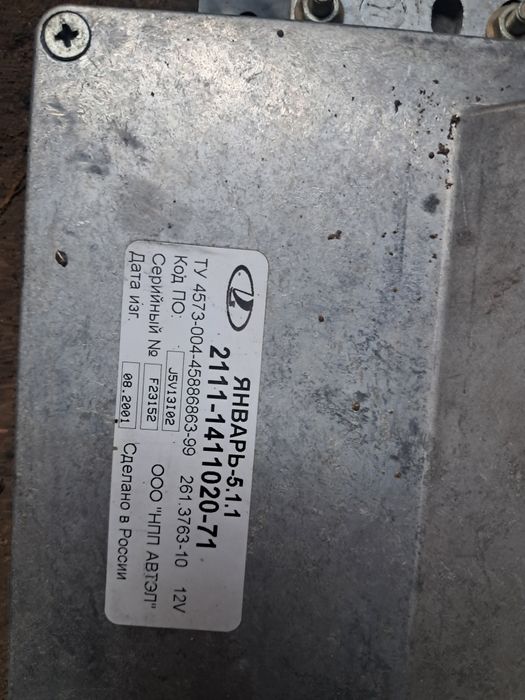 ЯНВАРЬ-5.1.1
2111-1411020-71
ТУ 4573-004-45886863-99 261.3763-10 12V
Код ПО: J5V13I02
Серийный № F23152 ООО "НПП АВТЭЛ"
Дата изг. 08.2001 Сделано в России